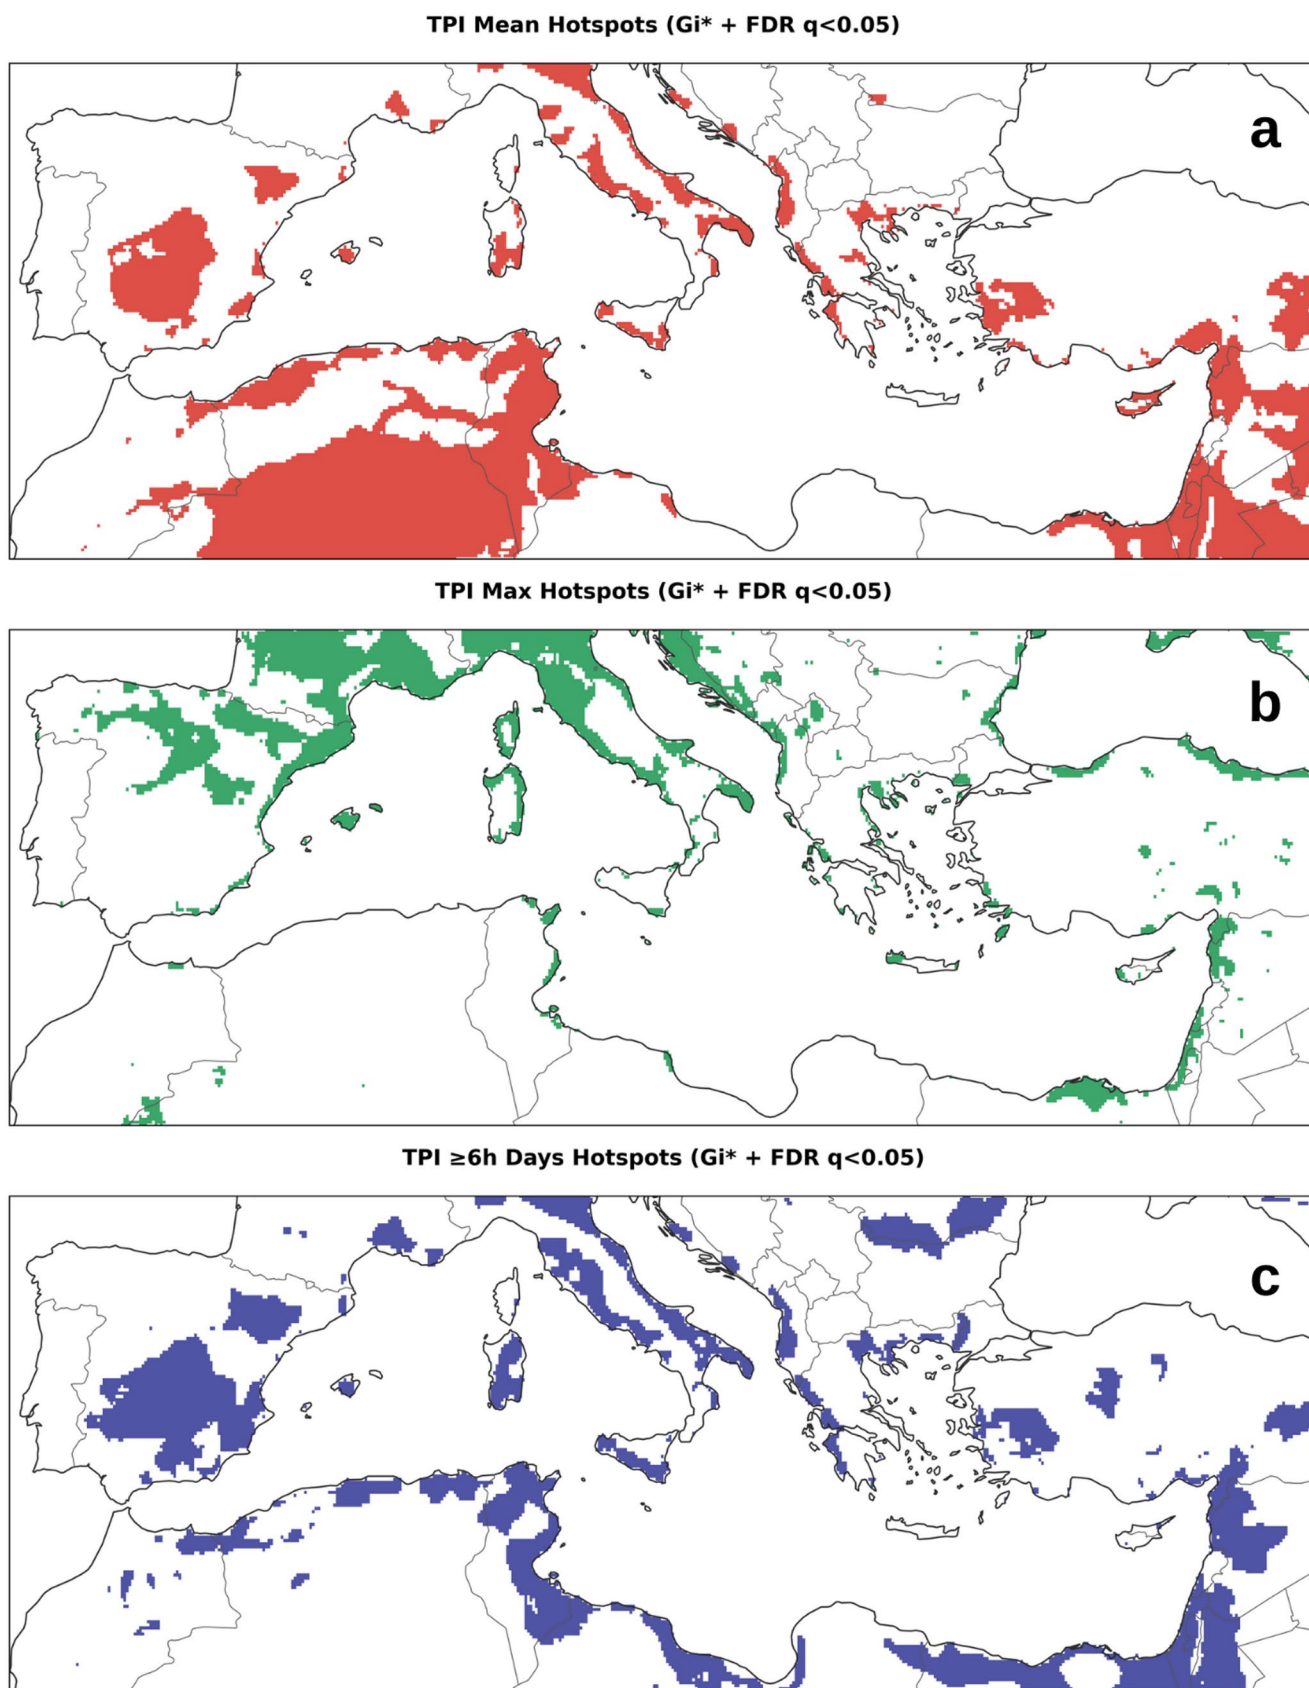 TPI Mean Hotspots (Gi* + FDR q<0.05)
a
TPI Max Hotspots (Gi* + FDR q<0.05)
b
TPI ≥6h Days Hotspots (Gi* + FDR q<0.05)
c